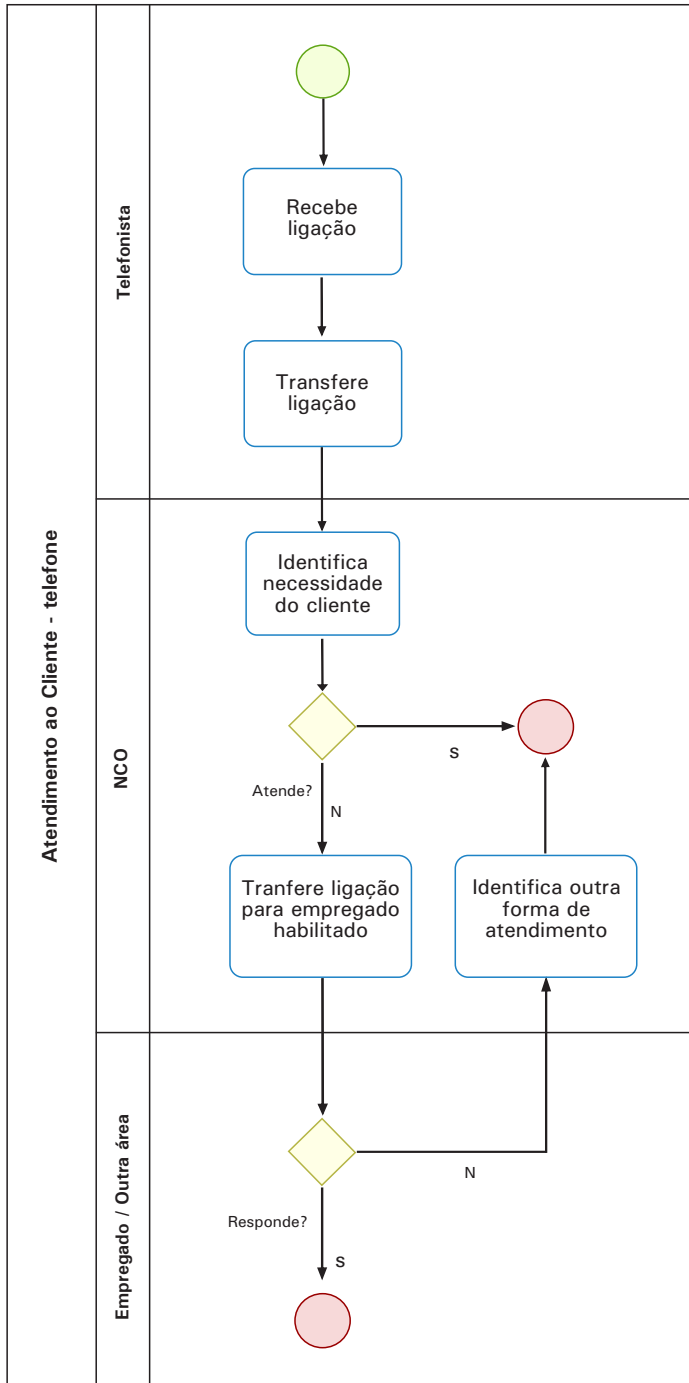 Atendimento ao Cliente - telefone
Telefonista
Recebe
ligação
Transfere
ligação
NCO
Identifica
necessidade
do cliente
Atende?
S
N
Tranfere ligação
para empregado
habilitado
Identifica outra
forma de
atendimento
Empregado / Outra área
Responde?
N
S